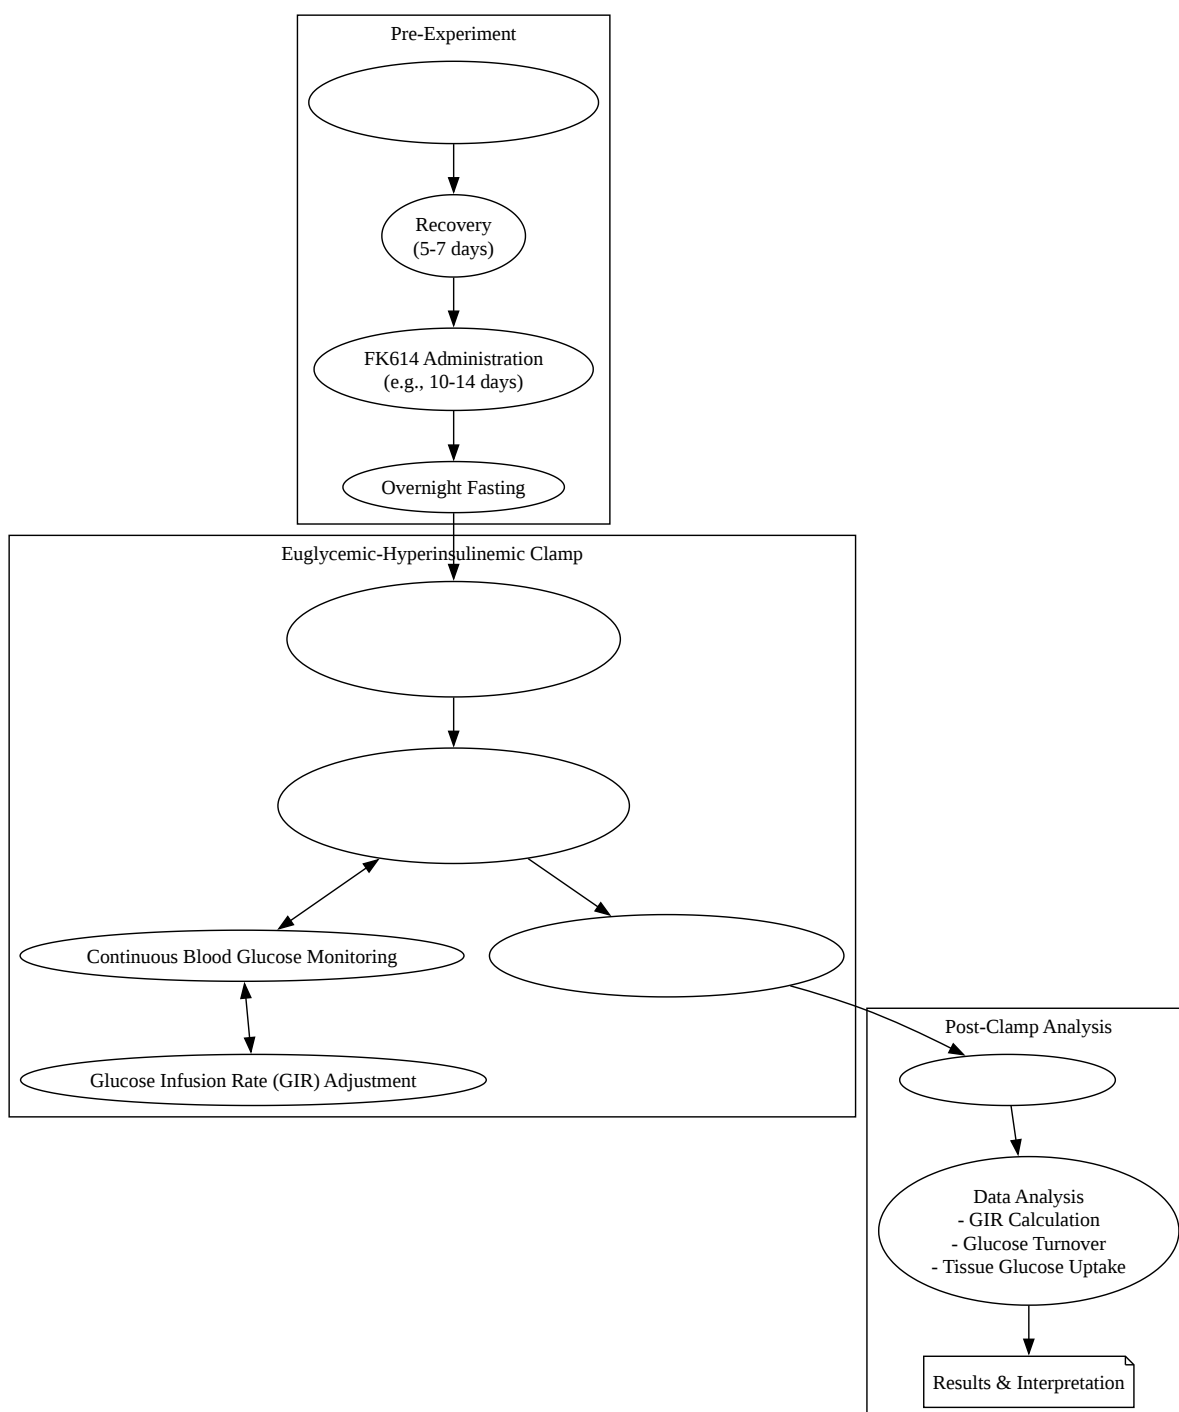 Pre-Experiment
Recovery
(5-7 days)
FK614 Administration
(e.g., 10-14 days)
Overnight Fasting
Euglycemic-Hyperinsulinemic Clamp
Continuous Blood Glucose Monitoring
Glucose Infusion Rate (GIR) Adjustment
Post-Clamp Analysis
Data Analysis
- GIR Calculation
- Glucose Turnover
- Tissue Glucose Uptake
Results & Interpretation